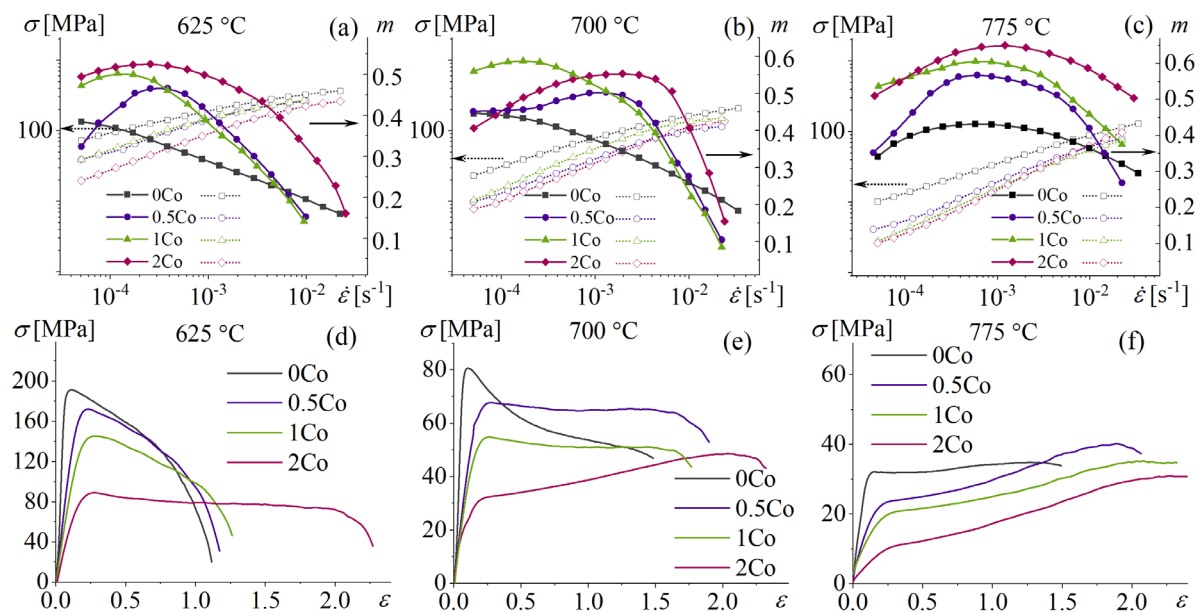 σ [MPa] 625 °C (a) m
100
0.5
0.4
0.3
0.2
0.1
0Co
0.5Co
1Co
2Co
10⁻⁴ 10⁻³ 10⁻² ε̇ [s⁻¹]
σ [MPa] 700 °C (b) m
100
0.6
0.5
0.4
0.3
0.2
0.1
0Co
0.5Co
1Co
2Co
10⁻⁴ 10⁻³ 10⁻² ε̇ [s⁻¹]
σ [MPa] 775 °C (c) m
100
0.6
0.5
0.4
0.3
0.2
0.1
0Co
0.5Co
1Co
2Co
10⁻⁴ 10⁻³ 10⁻² ε̇ [s⁻¹]
σ [MPa] 625 °C (d)
200
160
120
80
40
0
0Co
0.5Co
1Co
2Co
0.0 0.5 1.0 1.5 2.0 ε
σ [MPa] 700 °C (e)
80
60
40
20
0
0Co
0.5Co
1Co
2Co
0.0 0.5 1.0 1.5 2.0 ε
σ [MPa] 775 °C (f)
60
40
20
0
0Co
0.5Co
1Co
2Co
0.0 0.5 1.0 1.5 2.0 ε